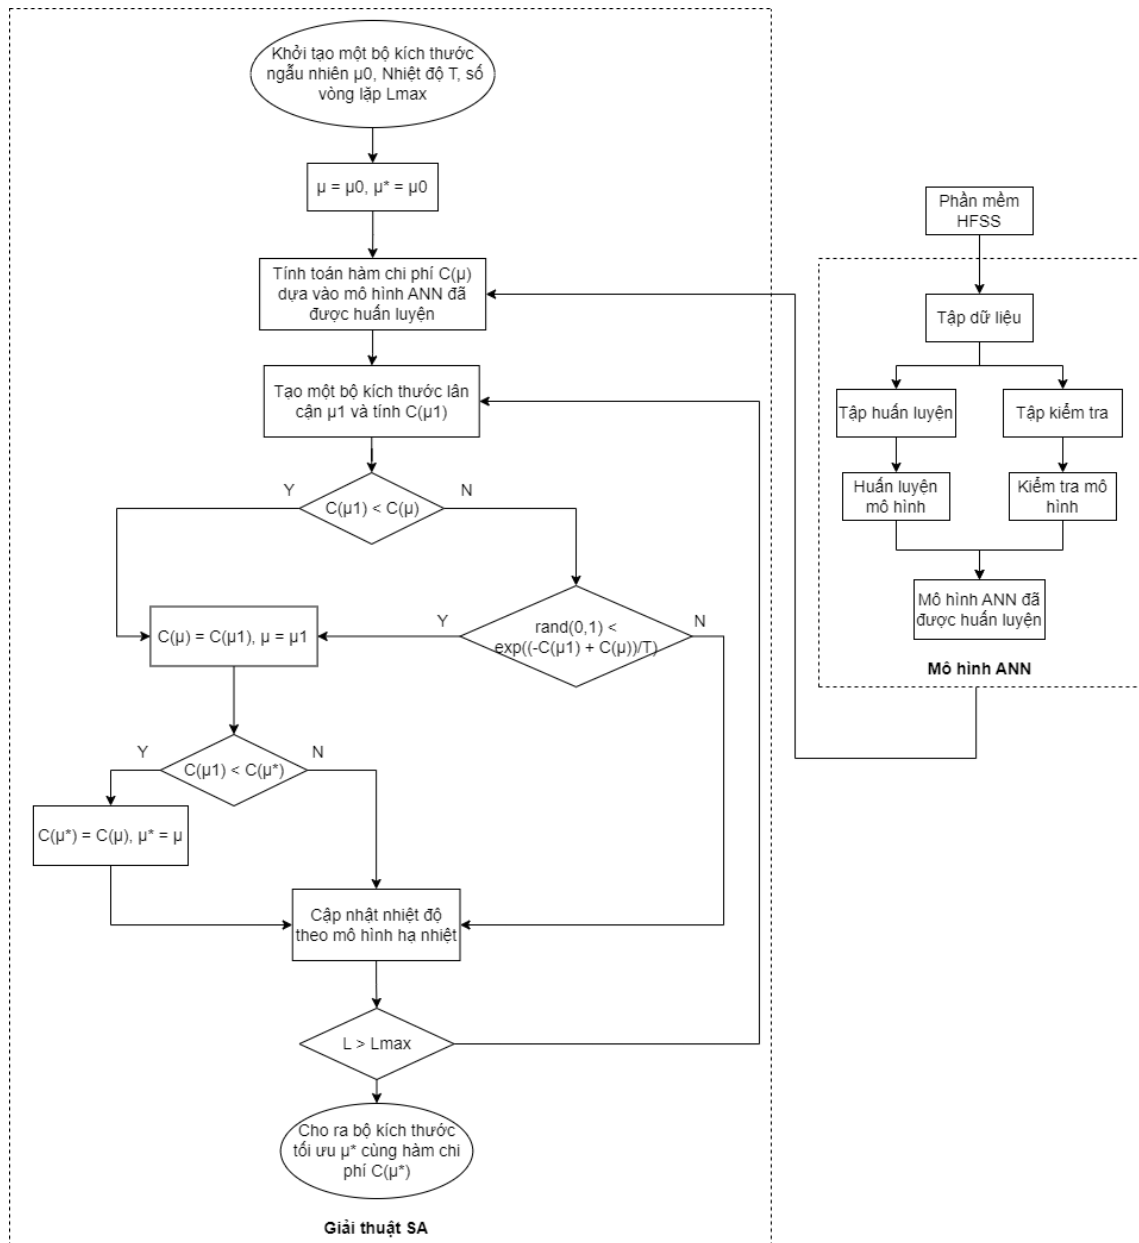 Khởi tạo một bộ kích thước
ngẫu nhiên μ0, Nhiệt độ T, số
vòng lặp Lmax
μ = μ0, μ* = μ0
Tính toán hàm chi phí C(μ)
dựa vào mô hình ANN đã
được huấn luyện
Tạo một bộ kích thước lân
cận μ1 và tính C(μ1)
Y
N
C(μ1) < C(μ)
C(μ) = C(μ1), μ = μ1
Y
rand(0,1) <
exp((-C(μ1) + C(μ))/T)
N
Y
N
C(μ1) < C(μ*)
C(μ*) = C(μ), μ* = μ
Cập nhật nhiệt độ
theo mô hình hạ nhiệt
L > Lmax
Cho ra bộ kích thước
tối ưu μ* cùng hàm chi
phí C(μ*)
Giải thuật SA
Phần mềm
HFSS
Tập dữ liệu
Tập huấn luyện
Tập kiểm tra
Huấn luyện
mô hình
Kiểm tra mô
hình
Mô hình ANN đã
được huấn luyện
Mô hình ANN